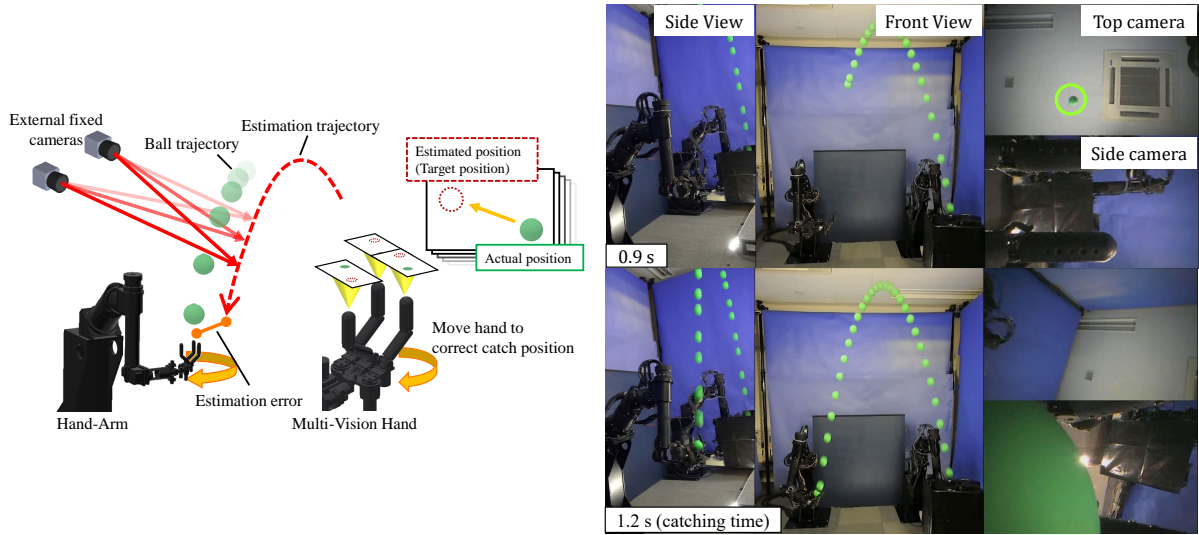 External fixed
cameras
Ball trajectory
Estimation trajectory
Estimated position
(Target position)
Actual position
Move hand to
correct catch position
Estimation error
Hand-Arm
Multi-Vision Hand
Side View
Front View
Top camera
Side camera
0.9 s
1.2 s (catching time)